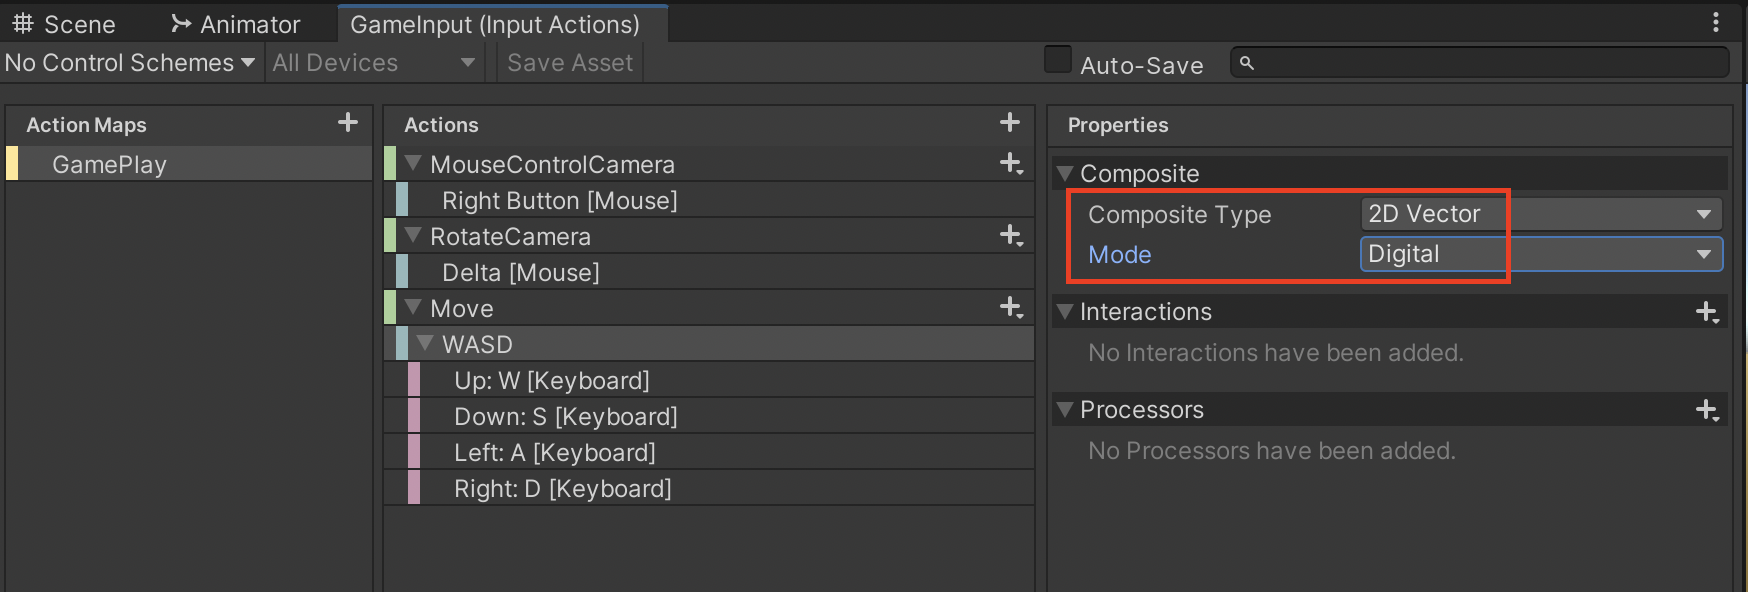 Scene Animator GameInput (Input Actions)
No Control Schemes All Devices Save Asset Auto-Save
Action Maps
GamePlay
Actions
MouseControlCamera
Right Button [Mouse]
RotateCamera
Delta [Mouse]
Move
WASD
Up: W [Keyboard]
Down: S [Keyboard]
Left: A [Keyboard]
Right: D [Keyboard]
Properties
Composite
Composite Type 2D Vector
Mode Digital
Interactions
No Interactions have been added.
Processors
No Processors have been added.